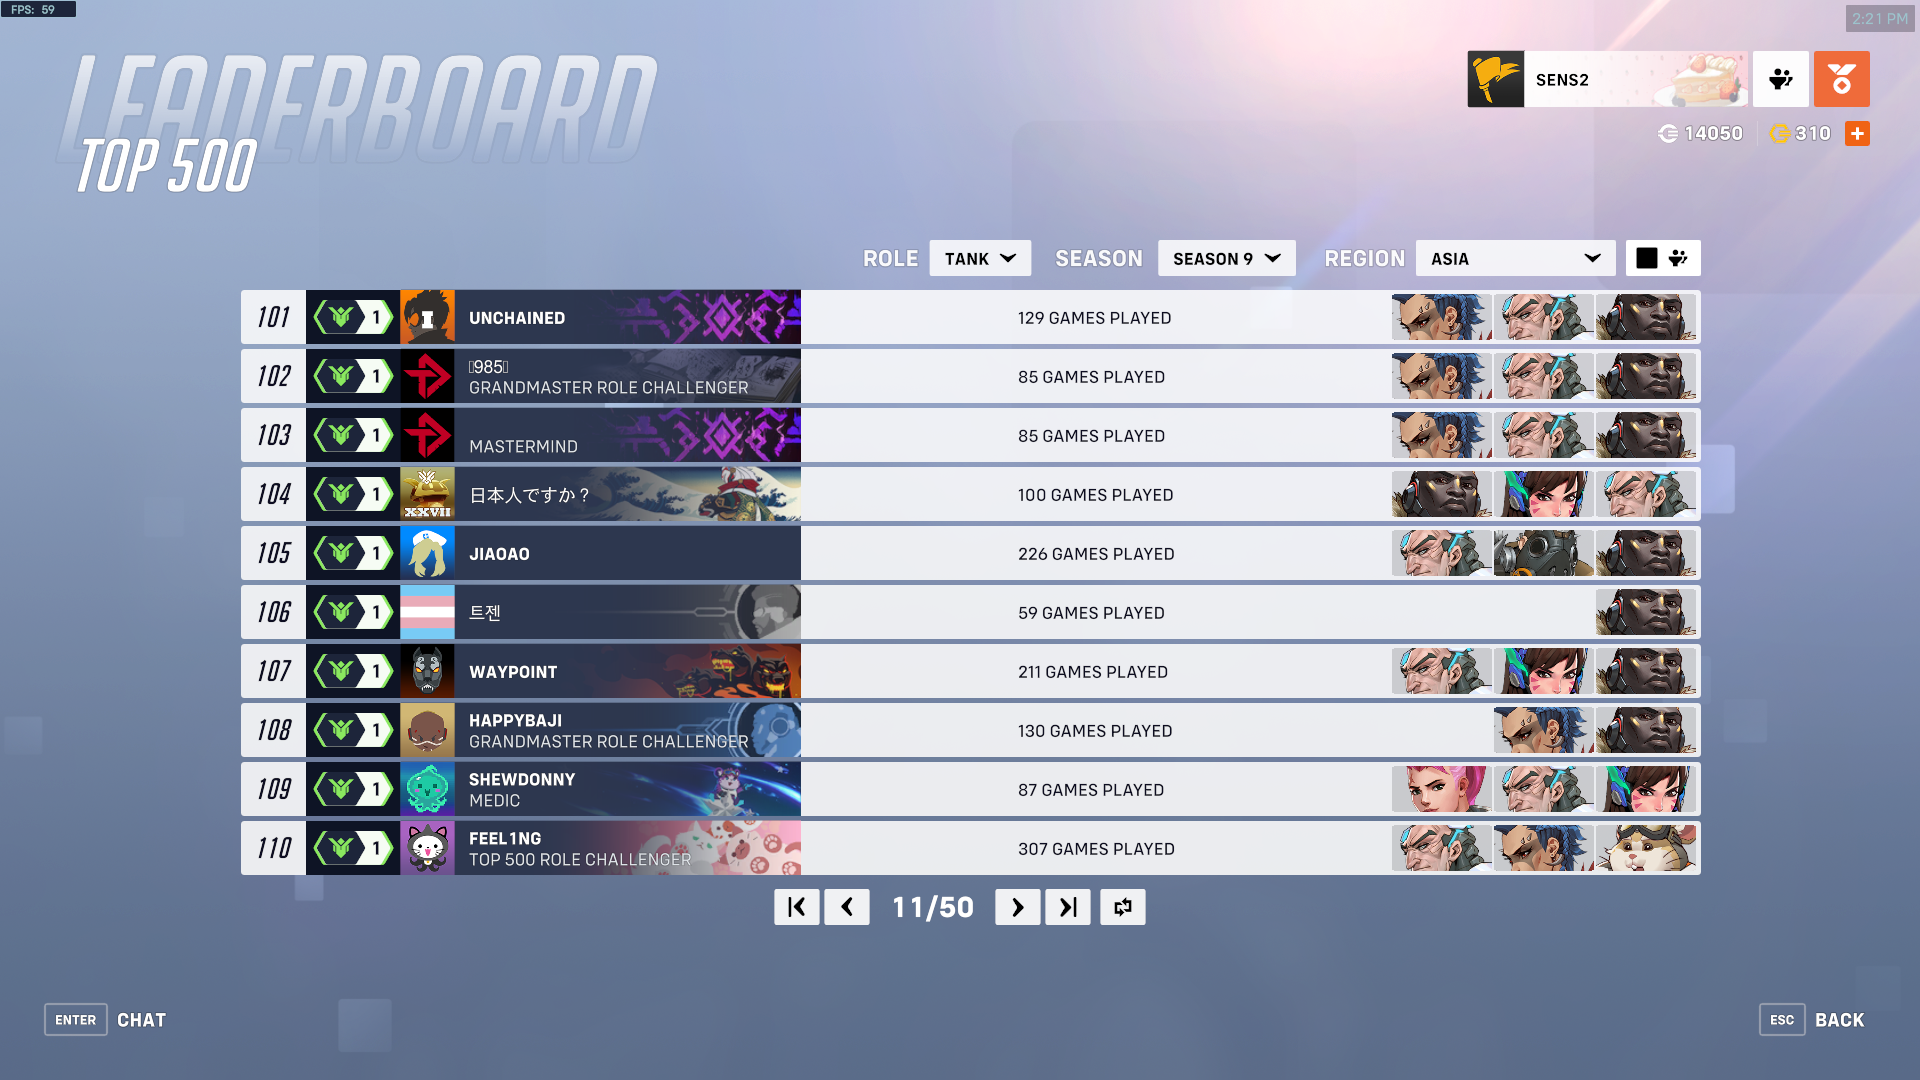 FPS: 59
2:21 PM
LEADERBOARD
TOP 500
SENS2
14050
310
ROLE
TANK
SEASON
SEASON 9
REGION
ASIA
101 1 UNCHAINED 129 GAMES PLAYED
102 1 985 85 GAMES PLAYED
GRANDMASTER ROLE CHALLENGER
103 1 MASTERMIND 85 GAMES PLAYED
104 XXVII 1 日本人ですか？ 100 GAMES PLAYED
105 1 JIAOAO 226 GAMES PLAYED
106 1 트젠 59 GAMES PLAYED
107 1 WAYPOINT 211 GAMES PLAYED
108 1 HAPPYBAJI 130 GAMES PLAYED
GRANDMASTER ROLE CHALLENGER
109 1 SHEWDONNY 87 GAMES PLAYED
MEDIC
110 1 FEEL1NG 307 GAMES PLAYED
TOP 500 ROLE CHALLENGER
11/50
ENTER CHAT
ESC BACK